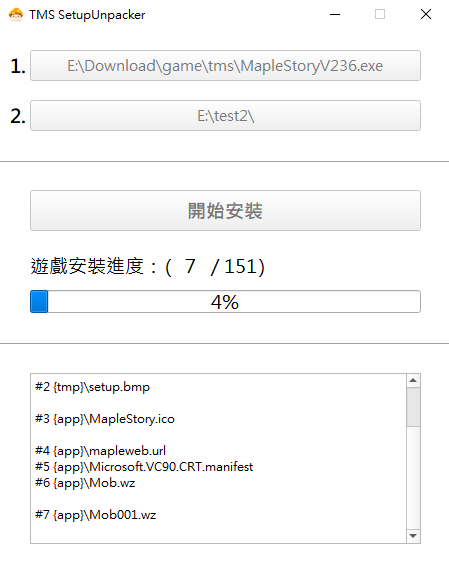 TMS SetupUnpacker
1. E:\Download\game\tms\MapleStoryV236.exe
2. E:\test2\
開始安裝
遊戲安裝進度：( 7 / 151)
4%
#2 {tmp}\setup.bmp
#3 {app}\MapleStory.ico
#4 {app}\mapleweb.url
#5 {app}\Microsoft.VC90.CRT.manifest
#6 {app}\Mob.wz
#7 {app}\Mob001.wz